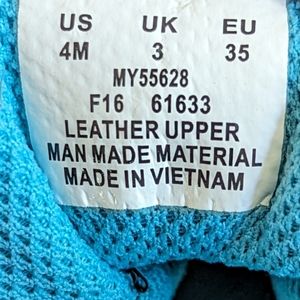 US UK EU
4M 3 35
MY55628
F16 61633
LEATHER UPPER
MAN MADE MATERIAL
MADE IN VIETNAM